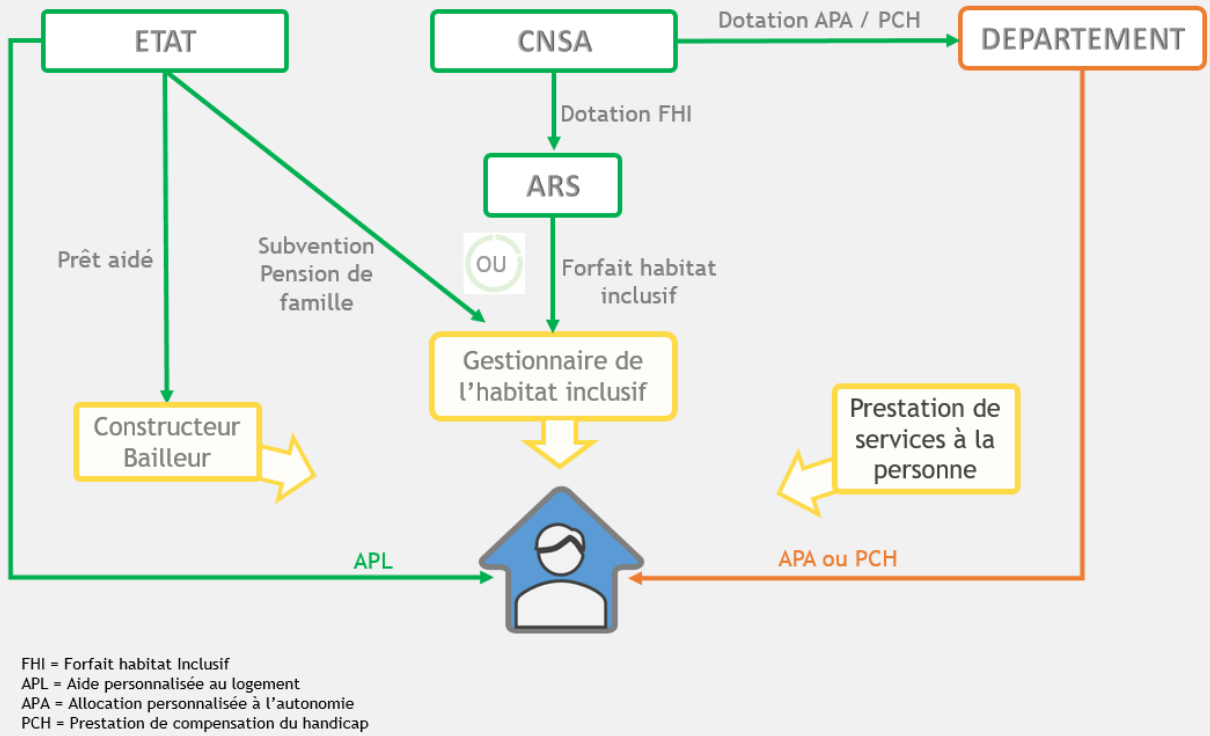 ETAT
CNSA
Dotation APA / PCH
DEPARTEMENT
Dotation FHI
ARS
Prêt aidé
Subvention
Pension de
famille
OU
Forfait habitat
inclusif
Gestionnaire de
l’habitat inclusif
Constructeur
Bailleur
Prestation de
services à la
personne
APL
APA ou PCH
FHI = Forfait habitat Inclusif
APL = Aide personnalisée au logement
APA = Allocation personnalisée à l’autonomie
PCH = Prestation de compensation du handicap